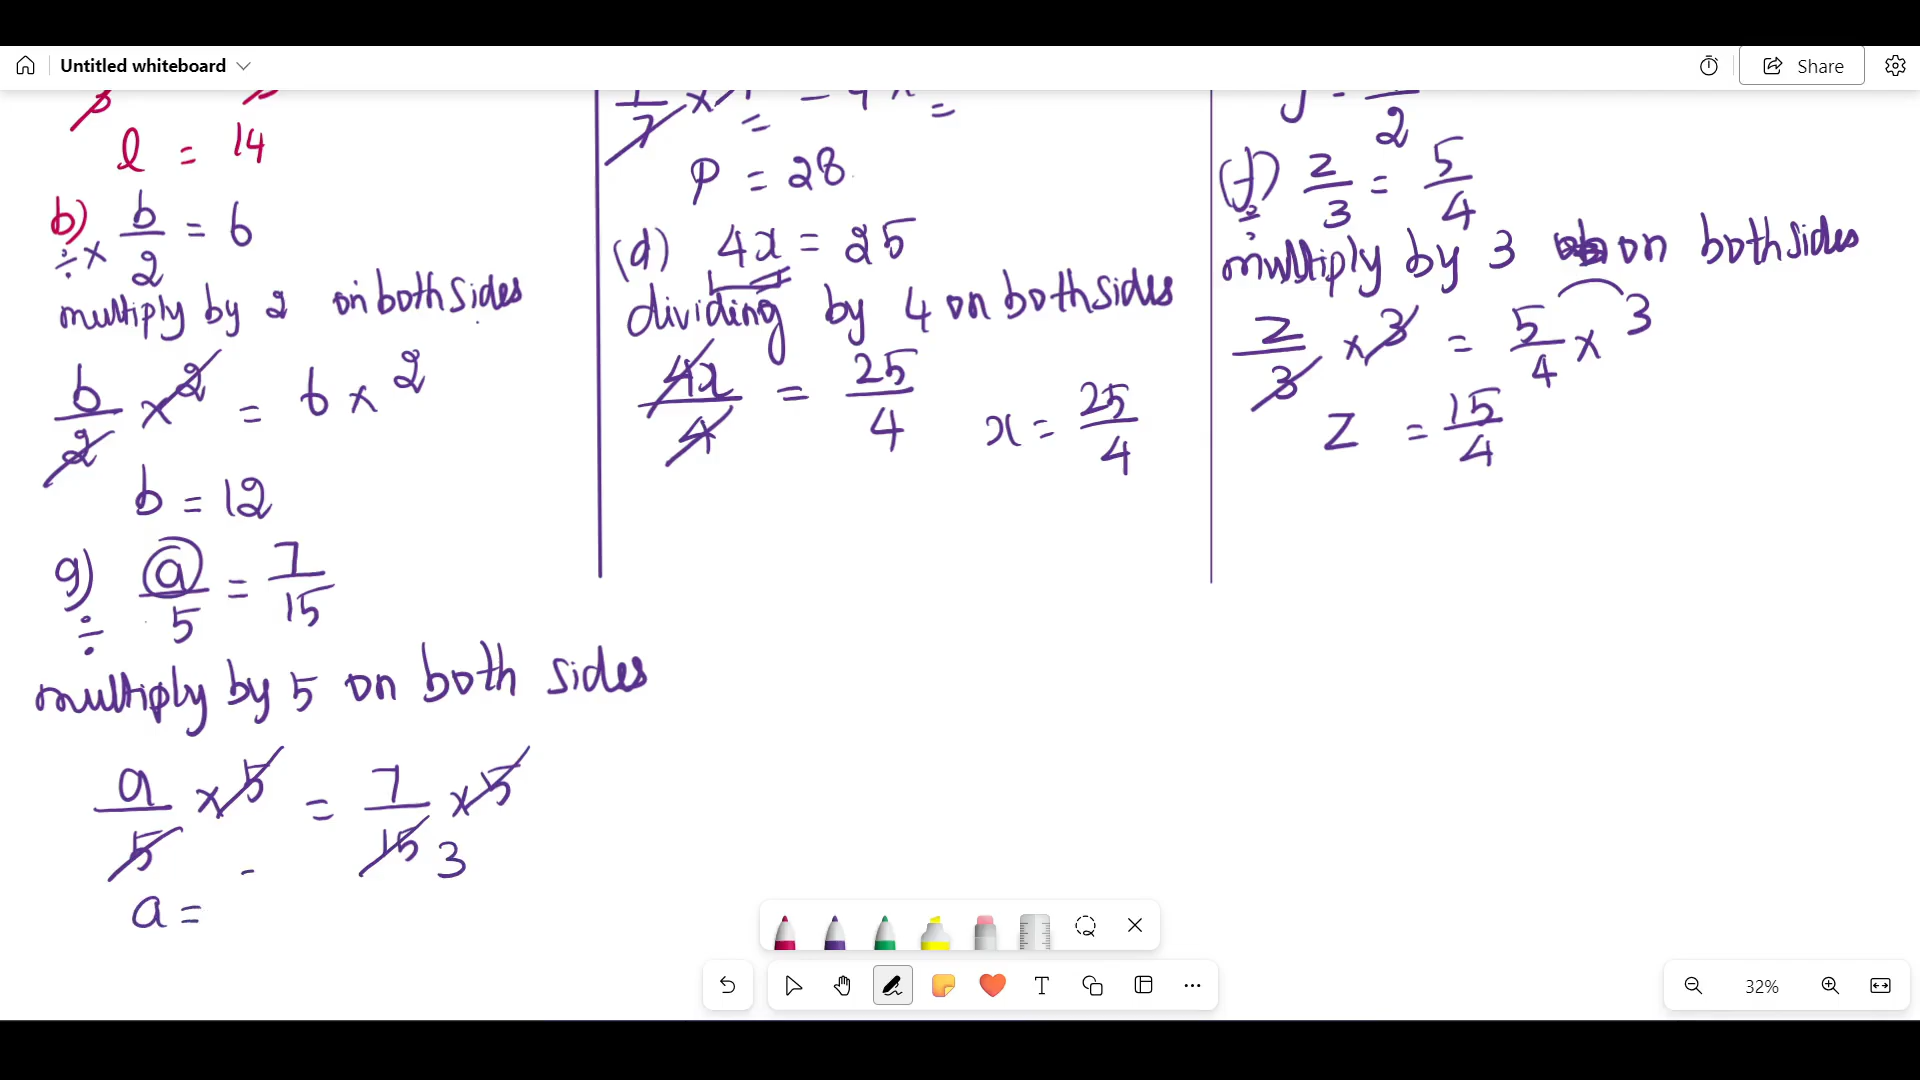 Untitled whiteboard
Share
l = 14
b) b/2 = 6
÷ ×
multiply by 2 on both sides
b/2 × 2 = 6 × 2
b = 12
g) a/5 = 7/15
÷
multiply by 5 on both sides
a/5 × 5 = 7/15 × 5
3
a =
p = 28
(d) 4x = 25
dividing by 4 on both sides
4x/4 = 25/4
x = 25/4
2
(f) z/3 = 5/4
÷
multiply by 3 on both sides
z/3 × 3 = 5/4 × 3
z = 15/4
32%